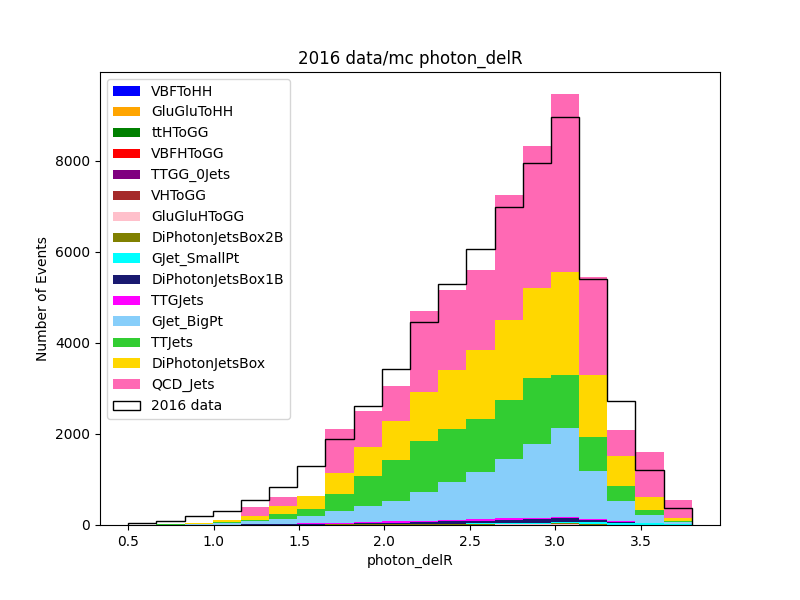 2016 data/mc photon_delR
VBFToHH
GluGluToHH
ttHToGG
VBFHToGG
TTGG_0Jets
VHToGG
GluGluHToGG
DiPhotonJetsBox2B
GJet_SmallPt
DiPhotonJetsBox1B
TTGJets
GJet_BigPt
TTJets
DiPhotonJetsBox
QCD_Jets
2016 data
Number of Events
8000
6000
4000
2000
0
0.5 1.0 1.5 2.0 2.5 3.0 3.5
photon_delR